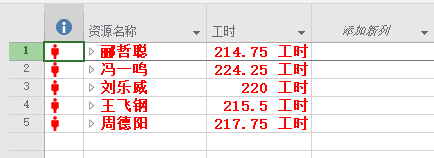 资源名称 工时 添加新列
1 郦哲聪 214.75 工时
2 冯一鸣 224.25 工时
3 刘乐威 220 工时
4 王飞钢 215.5 工时
5 周德阳 217.75 工时